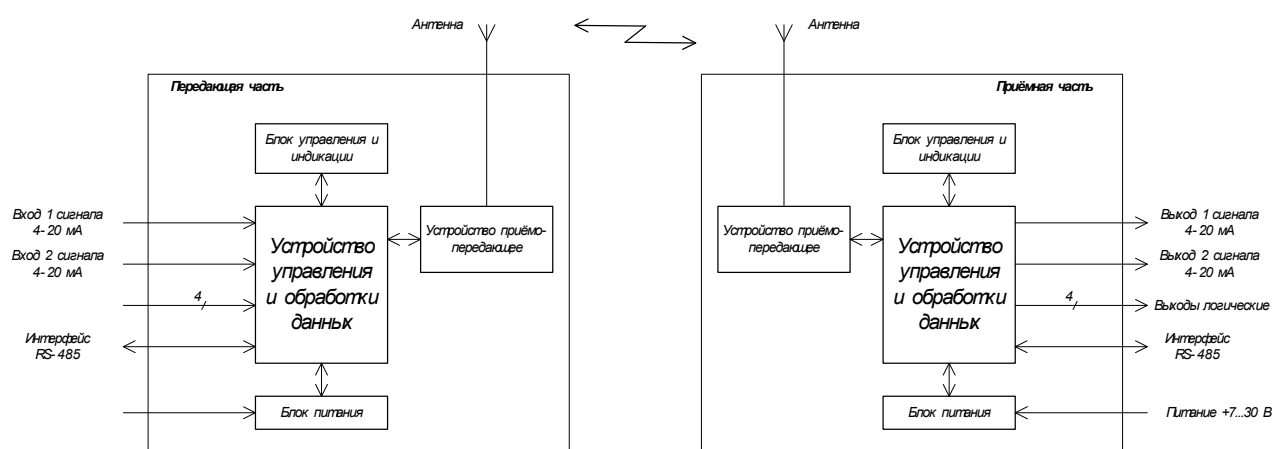 Антенна
Антенна
Передающая часть
Приёмная часть
Блок управления и
индикации
Блок управления и
индикации
Вход 1 сигнала
4-20 мА
Вход 2 сигнала
4-20 мА
4
Интерфейс
RS-485
Устройство
управления
и обработки
данных
Устройство приёмо-
передающее
Блок питания
Устройство приёмо-
передающее
Устройство
управления
и обработки
данных
Выход 1 сигнала
4-20 мА
Выход 2 сигнала
4-20 мА
4
Выходы логические
Интерфейс
RS-485
Блок питания
Питание +7...30 В